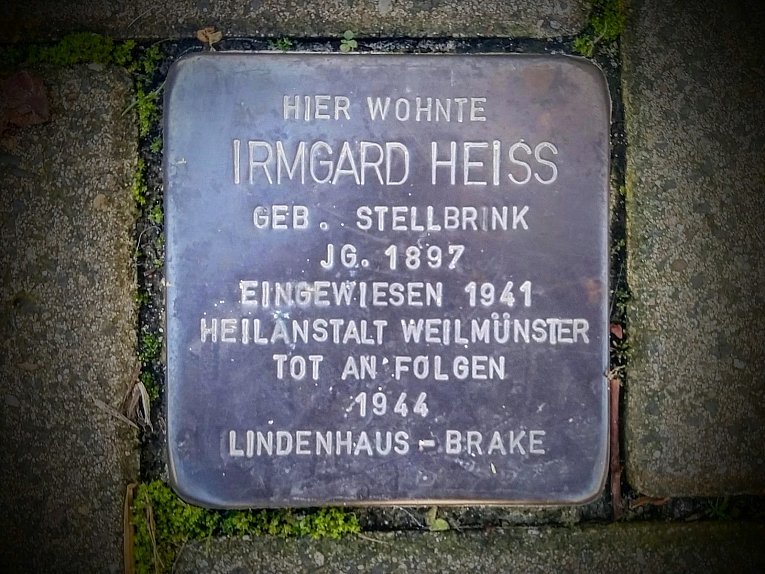 HIER WOHNTE
IRMGARD HEISS
GEB. STELLBRINK
JG. 1897
EINGEWIESEN 1941
HEILANSTALT WEILMÜNSTER
TOT AN FOLGEN
1944
LINDENHAUS - BRAKE